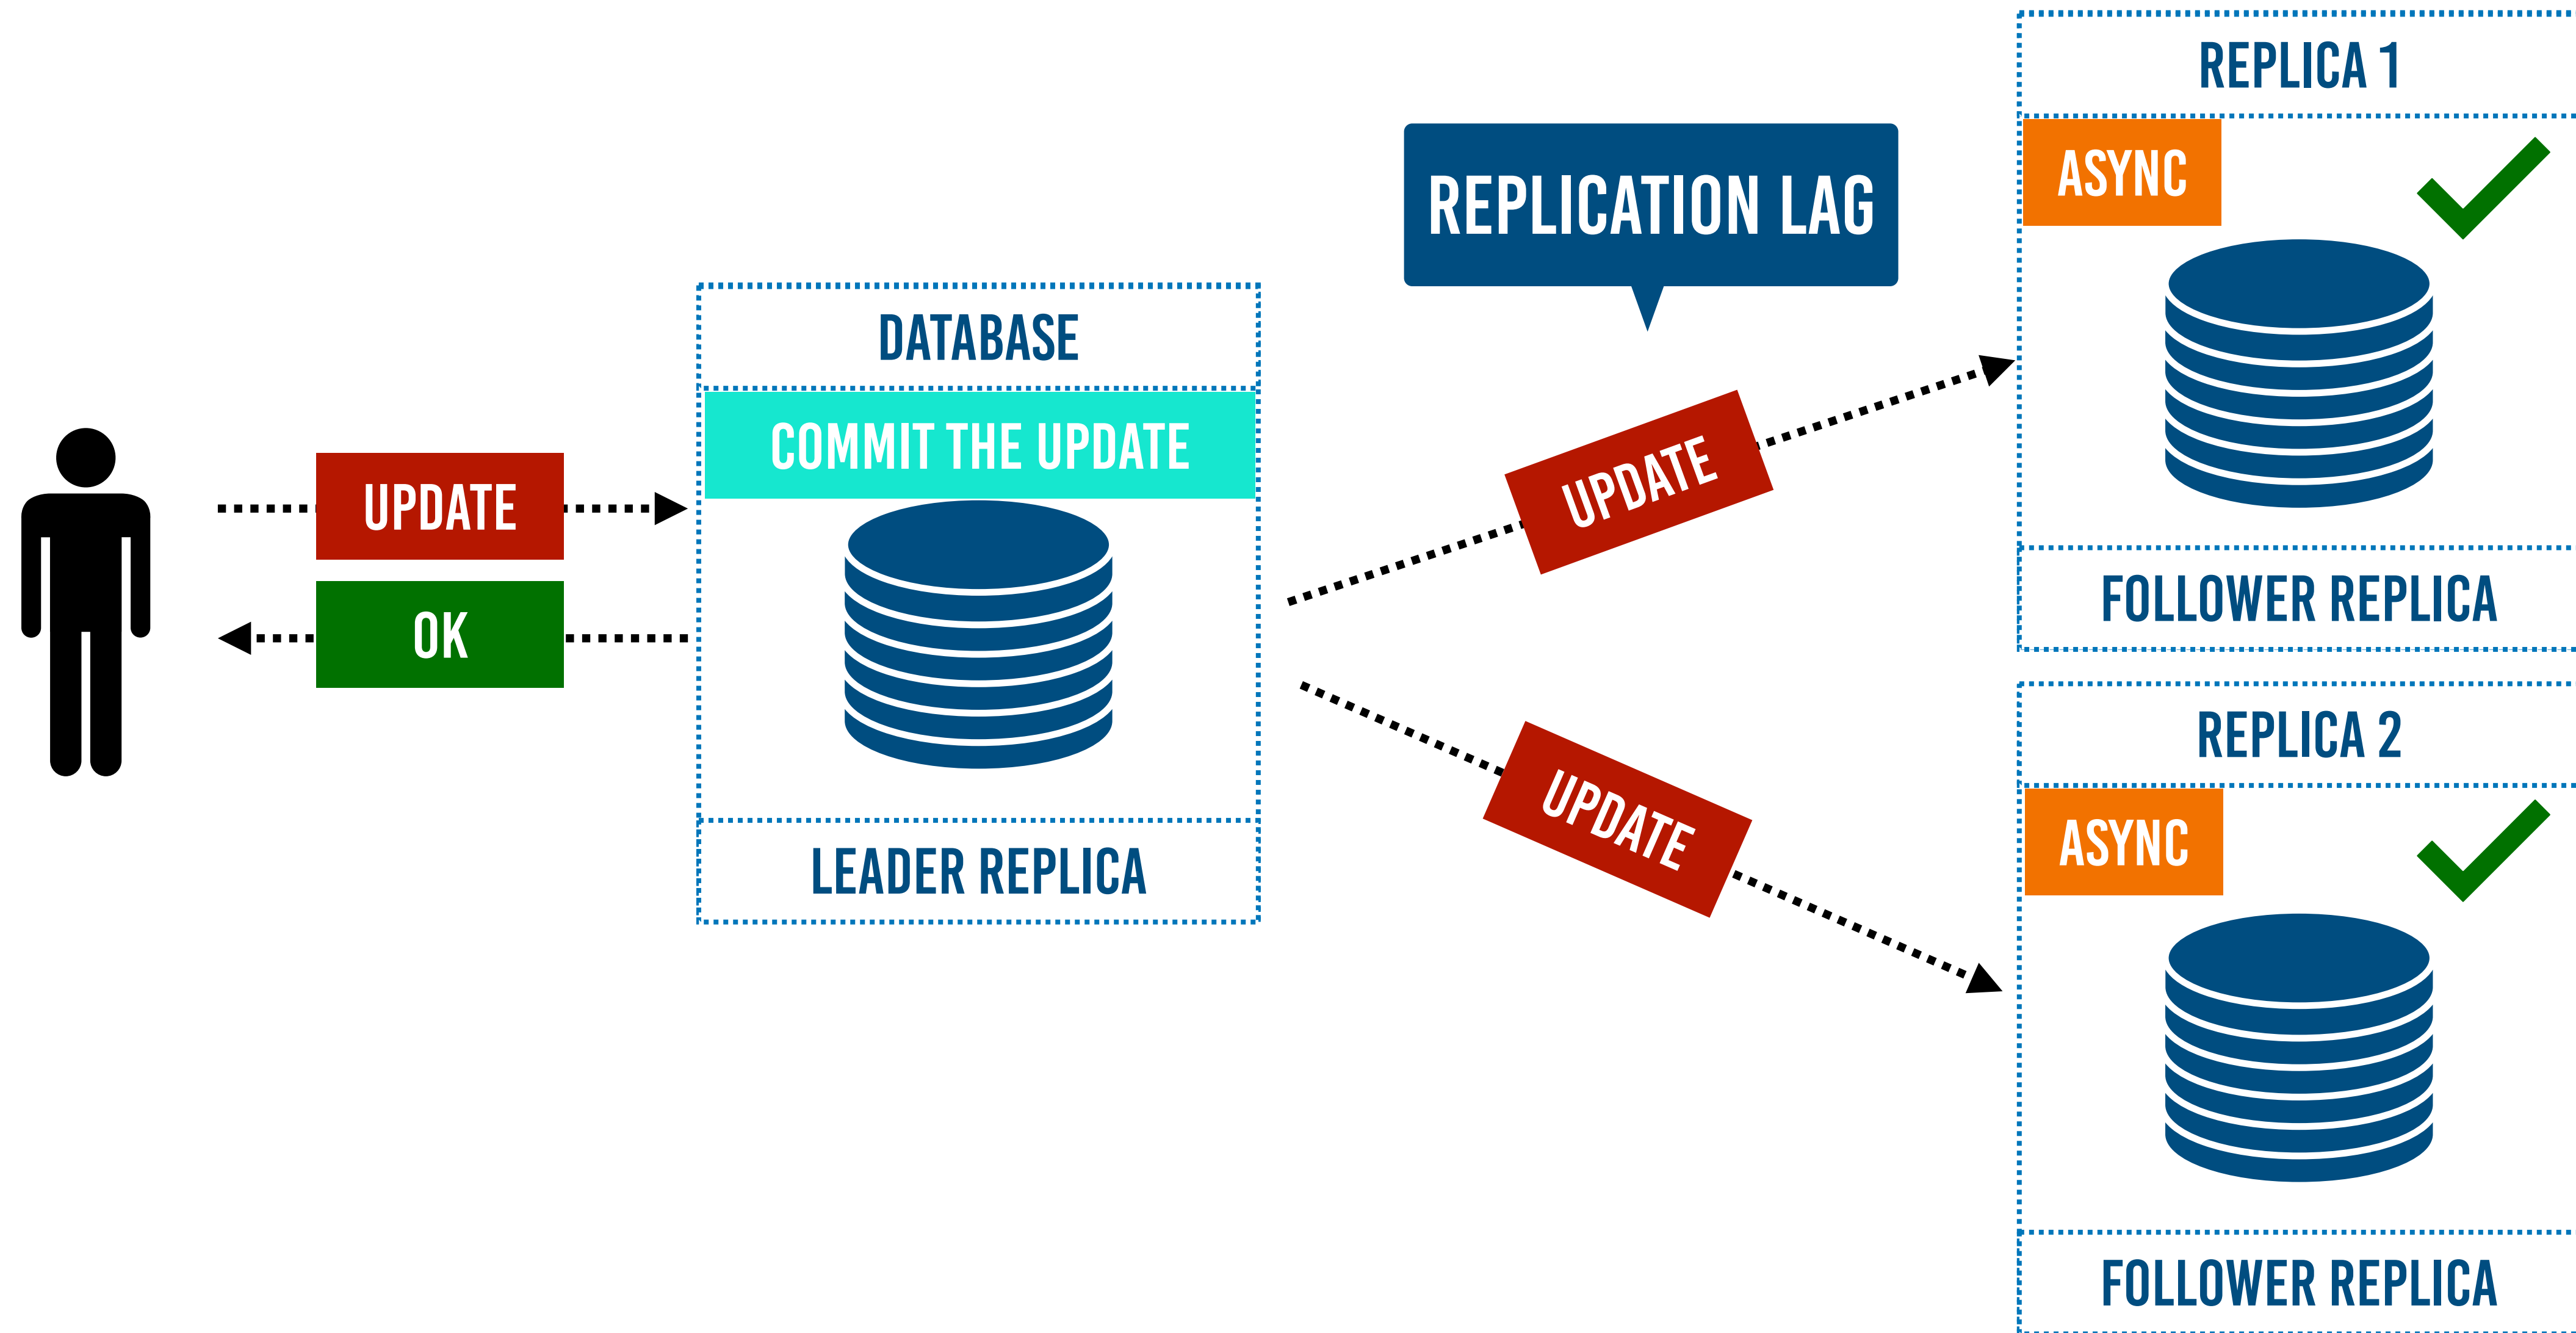 UPDATE
OK
DATABASE
COMMIT THE UPDATE
LEADER REPLICA
REPLICATION LAG
UPDATE
UPDATE
REPLICA 1
ASYNC
FOLLOWER REPLICA
REPLICA 2
ASYNC
FOLLOWER REPLICA